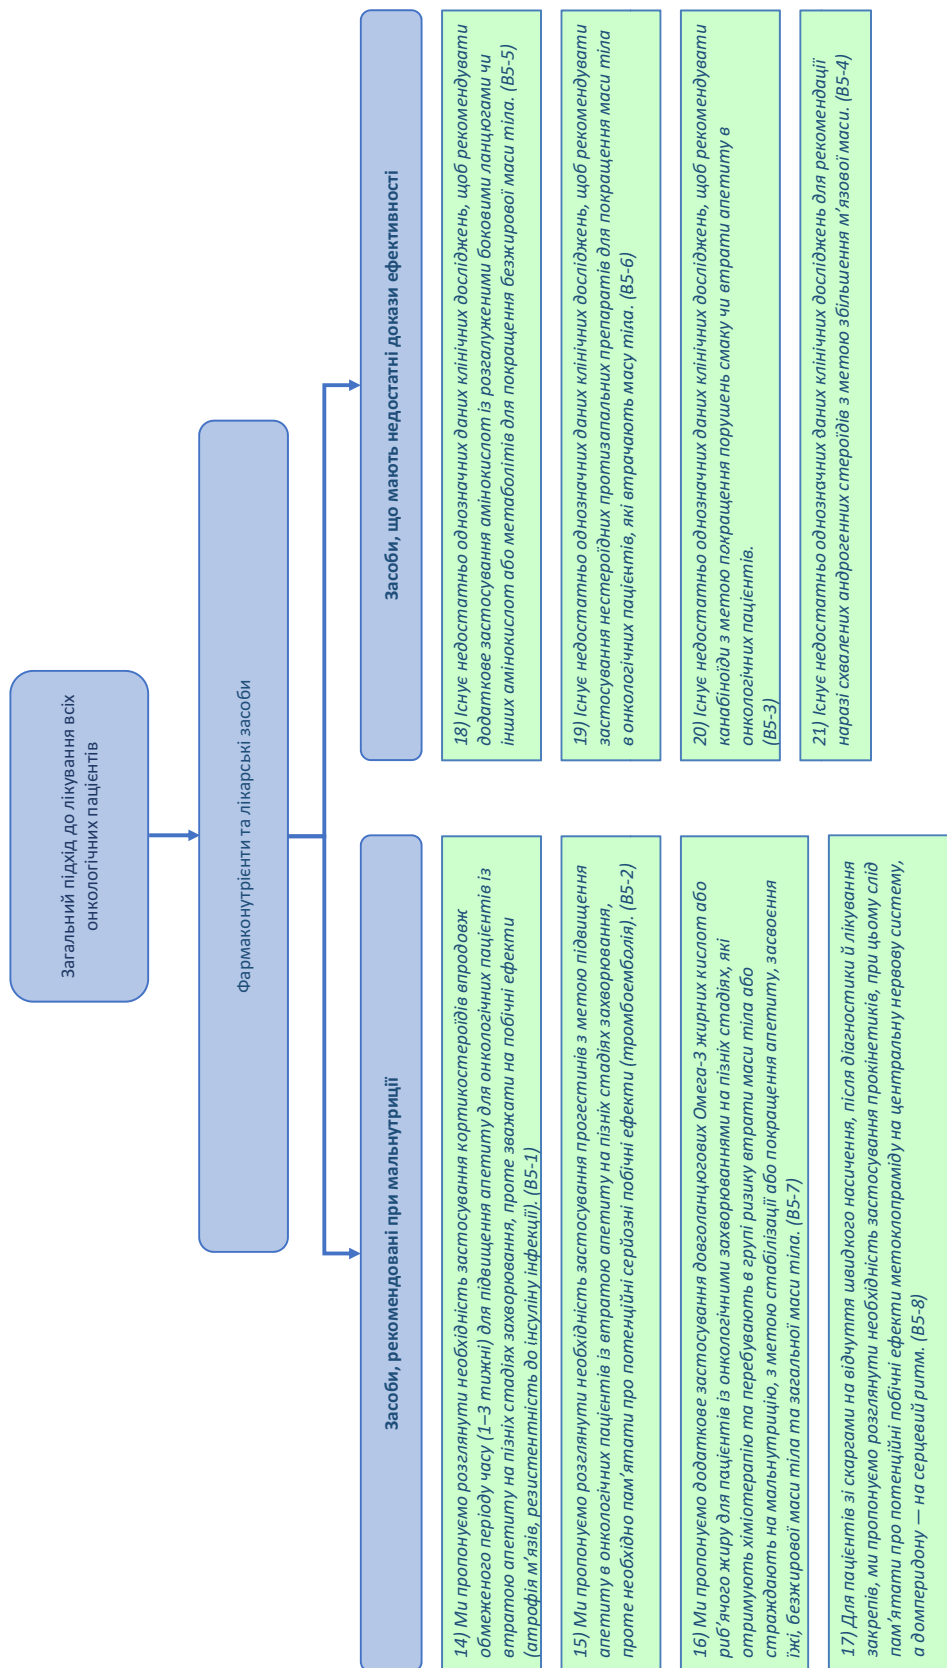 Загальний підхід до лікування всіх
онкологічних пацієнтів
Фармаконутрієнти та лікарські засоби
Засоби, рекомендовані при мальнутриції
14) Ми пропонуємо розглянути необхідність застосування кортикостероїдів впродовж
обмеженого періоду часу (1–3 тижні) для підвищення апетиту для онкологічних пацієнтів із
втратою апетиту на пізніх стадіях захворювання, проте зважати на побічні ефекти
(атрофія м’язів, резистентність до інсуліну інфекції). (B5-1)
15) Ми пропонуємо розглянути необхідність застосування прогестинів з метою підвищення
апетиту в онкологічних пацієнтів із втратою апетиту на пізніх стадіях захворювання,
проте необхідно пам’ятати про потенційні серйозні побічні ефекти (тромбоемболія). (B5-2)
16) Ми пропонуємо додаткове застосування довголанцюгових Омега-3 жирних кислот або
риб’ячого жиру для пацієнтів із онкологічними захворюваннями на пізніх стадіях, які
отримують хіміотерапію та перебувають в групі ризику втрати маси тіла або
страждають на мальнутрицію, з метою стабілізації або покращення апетиту, засвоєння
їжі, безжирової маси тіла та загальної маси тіла. (B5-7)
17) Для пацієнтів зі скаргами на відчуття швидкого насичення, після діагностики й лікування
закрепів, ми пропонуємо розглянути необхідність застосування прокінетиків, при цьому слід
пам’ятати про потенційні побічні ефекти метоклопраміду на центральну нервову систему,
а домперидону — на серцевий ритм. (B5-8)
Засоби, що мають недостатні докази ефективності
18) Існує недостатньо однозначних даних клінічних досліджень, щоб рекомендувати
додаткове застосування амінокислот із розгалуженими боковими ланцюгами чи
інших амінокислот або метаболітів для покращення безжирової маси тіла. (B5-5)
19) Існує недостатньо однозначних даних клінічних досліджень, щоб рекомендувати
застосування нестероїдних протизапальних препаратів для покращення маси тіла
в онкологічних пацієнтів, які втрачають масу тіла. (B5-6)
20) Існує недостатньо однозначних даних клінічних досліджень, щоб рекомендувати
канабіноїди з метою покращення порушень смаку чи втрати апетиту в
онкологічних пацієнтів.
(B5-3)
21) Існує недостатньо однозначних даних клінічних досліджень для рекомендації
наразі схвалених андрогенних стероїдів з метою збільшення м’язової маси. (B5-4)